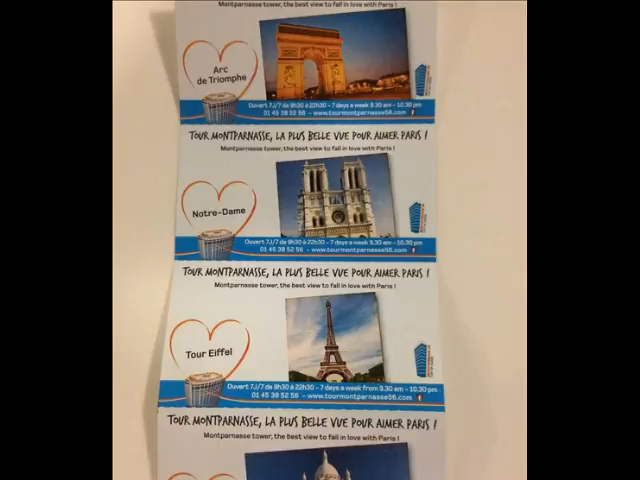 Montparnasse tower, the best view to fall in love with Paris !
Arc
de Triomphe
Ouvert 7J/7 de 9h30 à 22h30 - 7 days a week 9.30 am - 10.30 pm
01 45 38 52 56 - www.tourmontparnasse56.com
TOUR MONTPARNASSE, LA PLUS BELLE VUE POUR AIMER PARIS !
Montparnasse tower, the best view to fall in love with Paris !
Notre-Dame
Ouvert 7J/7 de 9h30 à 22h30 - 7 days a week 9.30 am - 10.30 pm
01 45 38 52 56 - www.tourmontparnasse56.com
TOUR MONTPARNASSE, LA PLUS BELLE VUE POUR AIMER PARIS !
Montparnasse tower, the best view to fall in love with Paris !
Tour Eiffel
Ouvert 7J/7 de 9h30 à 22h30 - 7 days a week from 9.30 am - 10.30 pm
01 45 38 52 56 - www.tourmontparnasse56.com
TOUR MONTPARNASSE, LA PLUS BELLE VUE POUR AIMER PARIS !
Montparnasse tower, the best view to fall in love with Paris !